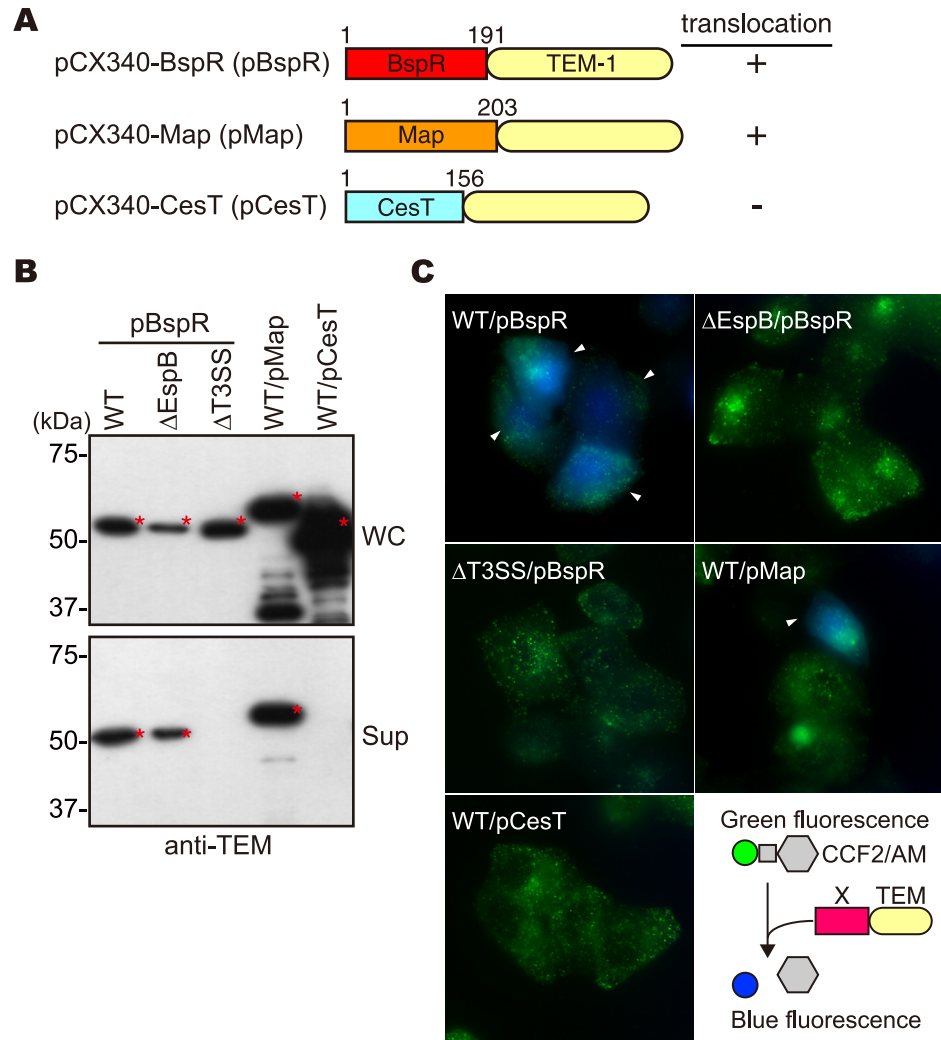 A
translocation
1 191
pCX340-BspR (pBspR) BspR TEM-1 +
1 203
pCX340-Map (pMap) Map +
1 156
pCX340-CesT (pCesT) CesT -
B
pBspR
(kDa) WT ΔEspB ΔT3SS WT/pMap WT/pCesT
75-
* * * * *
50-
WC
37-
75-
* * *
50-
Sup
37-
anti-TEM
C
WT/pBspR
ΔEspB/pBspR
ΔT3SS/pBspR
WT/pMap
WT/pCesT
Green fluorescence
CCF2/AM
X TEM
Blue fluorescence